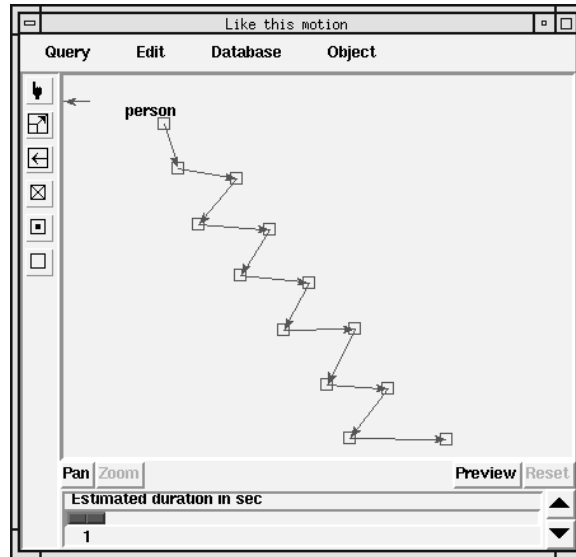 Like this motion
Query Edit Database Object
person
Pan Zoom Preview Reset
Estimated duration in sec
1